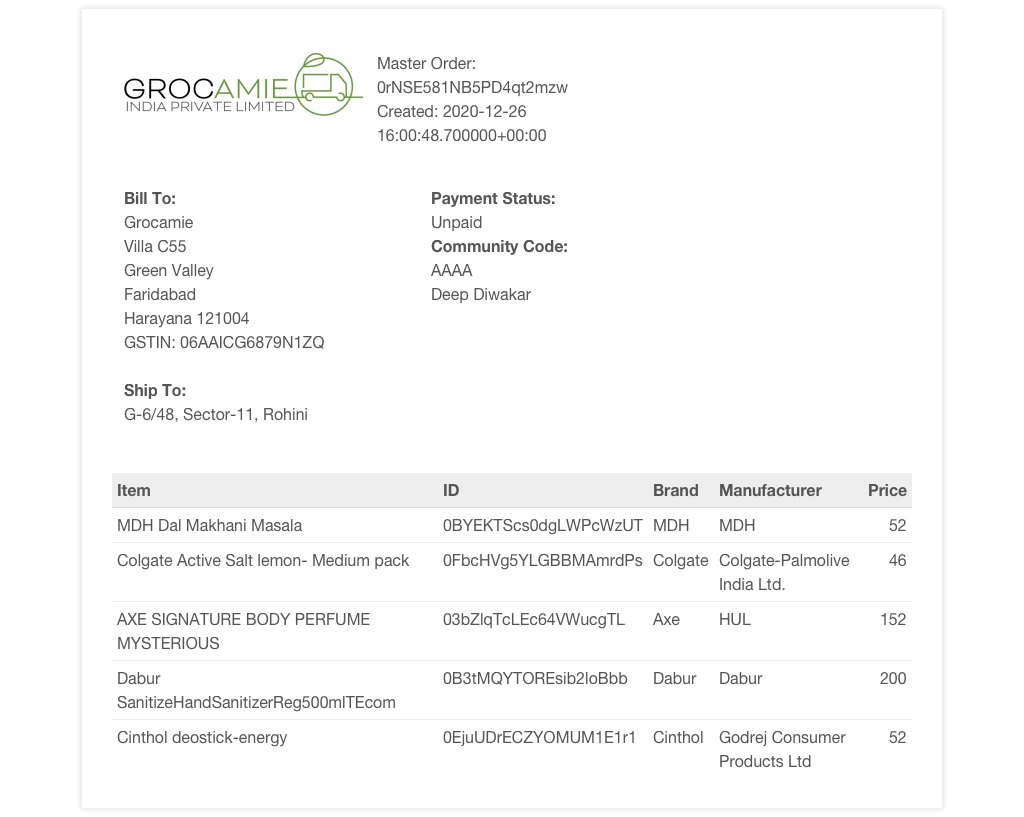 GROCAMIE
INDIA PRIVATE LIMITED
Master Order:
0rNSE581NB5PD4qt2mzw
Created: 2020-12-26
16:00:48.700000+00:00
Bill To:
Grocamie
Villa C55
Green Valley
Faridabad
Harayana 121004
GSTIN: 06AAICG6879N1ZQ
Payment Status:
Unpaid
Community Code:
AAAA
Deep Diwakar
Ship To:
G-6/48, Sector-11, Rohini
Item ID Brand Manufacturer Price
MDH Dal Makhani Masala 0BYEKTScs0dgLWPcWzUT MDH MDH 52
Colgate Active Salt lemon- Medium pack 0FbcHVg5YLGBBMAmrdPs Colgate Colgate-Palmolive 46
India Ltd.
AXE SIGNATURE BODY PERFUME 03bZlqTcLEc64VWucgTL Axe HUL 152
MYSTERIOUS
Dabur 0B3tMQYTOREsib2IoBbb Dabur Dabur 200
SanitizeHandSanitizerReg500mlTEcom
Cinthol deostick-energy 0EjuUDrECZYOMUM1E1r1 Cinthol Godrej Consumer 52
Products Ltd